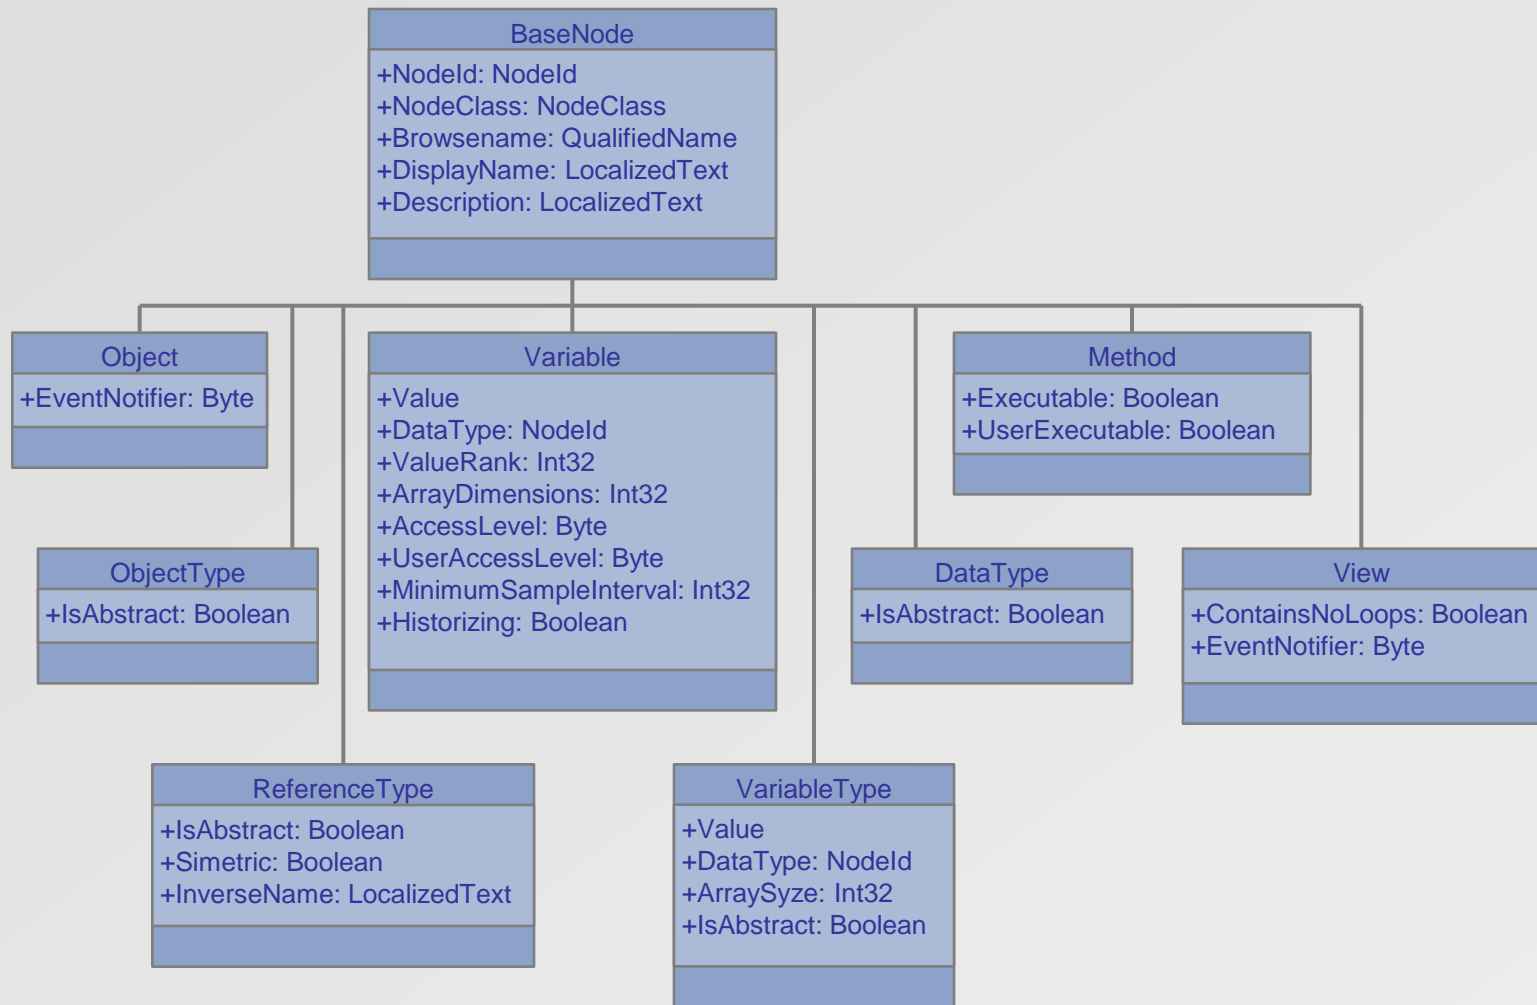 BaseNode
+NodeId: NodeId
+NodeClass: NodeClass
+Browsename: QualifiedName
+DisplayName: LocalizedText
+Description: LocalizedText
Object
+EventNotifier: Byte
Variable
+Value
+DataType: NodeId
+ValueRank: Int32
+ArrayDimensions: Int32
+AccessLevel: Byte
+UserAccessLevel: Byte
+MinimumSampleInterval: Int32
+Historizing: Boolean
Method
+Executable: Boolean
+UserExecutable: Boolean
ObjectType
+IsAbstract: Boolean
DataType
+IsAbstract: Boolean
View
+ContainsNoLoops: Boolean
+EventNotifier: Byte
ReferenceType
+IsAbstract: Boolean
+Simetric: Boolean
+InverseName: LocalizedText
VariableType
+Value
+DataType: NodeId
+ArraySyze: Int32
+IsAbstract: Boolean